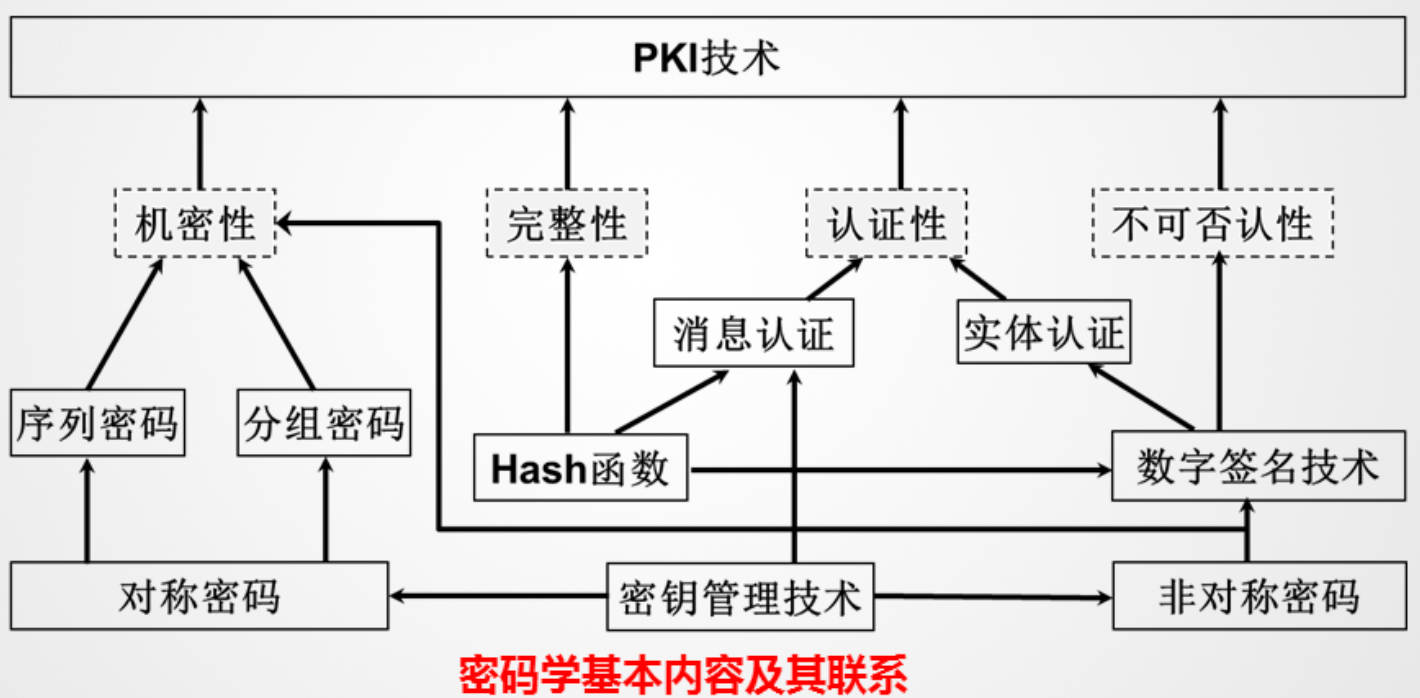 PKI技术
机密性
完整性
认证性
不可否认性
消息认证
实体认证
序列密码
分组密码
Hash函数
数字签名技术
对称密码
密钥管理技术
非对称密码
密码学基本内容及其联系